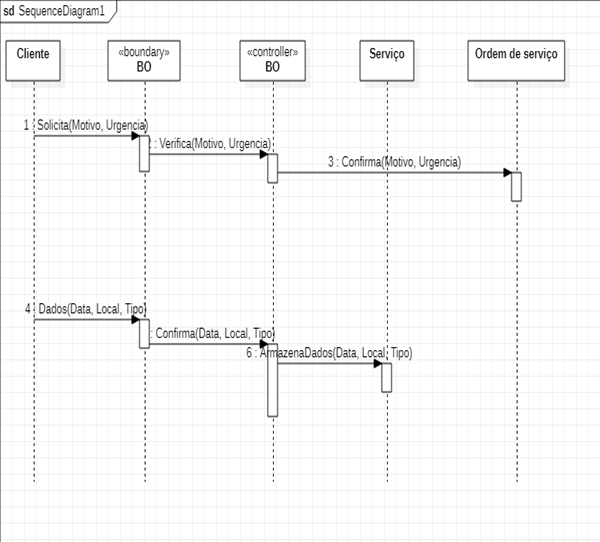 sd SequenceDiagram1
Cliente
«boundary»
BO
«controller»
BO
Serviço
Ordem de serviço
1 : Solicita(Motivo, Urgencia)
: Verifica(Motivo, Urgencia)
3 : Confirma(Motivo, Urgencia)
4 : Dados(Data, Local, Tipo)
: Confirma(Data, Local, Tipo)
6 : ArmazenaDados(Data, Local, Tipo)